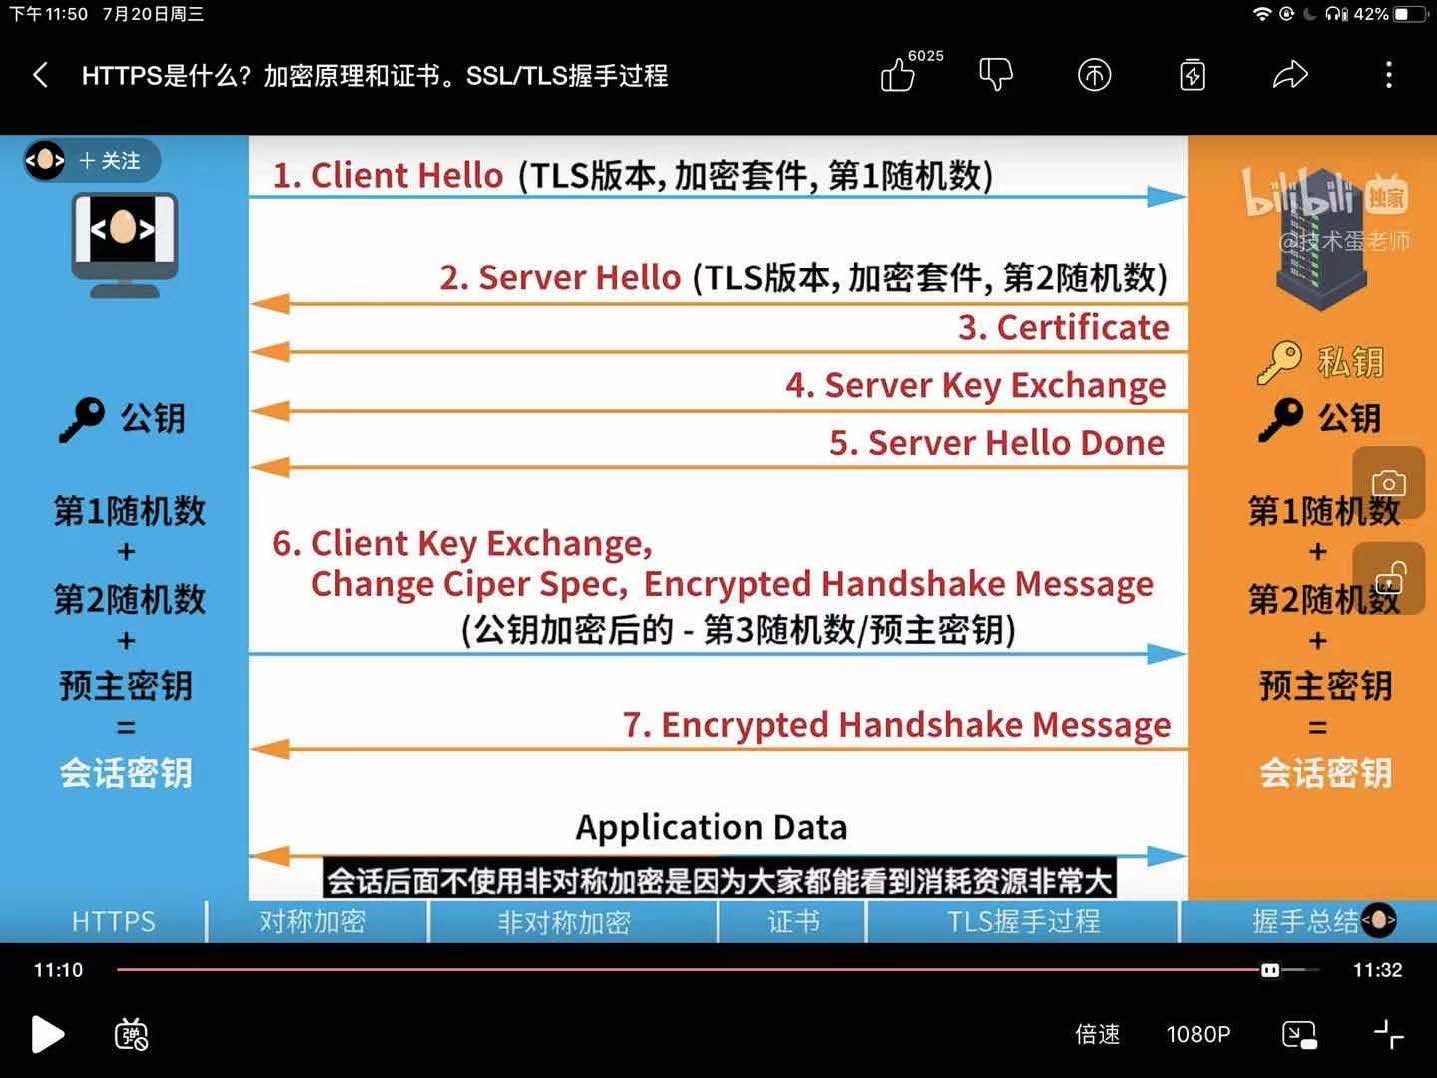 下午11:50 7月20日周三
42%
HTTPS是什么？加密原理和证书。SSL/TLS握手过程
6025
＋关注
1. Client Hello (TLS版本, 加密套件, 第1随机数)
bilibili 独家
@技术蛋老师
2. Server Hello (TLS版本, 加密套件, 第2随机数)
3. Certificate
4. Server Key Exchange
5. Server Hello Done
公钥
私钥
公钥
第1随机数
+
第2随机数
+
预主密钥
=
会话密钥
6. Client Key Exchange,
Change Ciper Spec, Encrypted Handshake Message
(公钥加密后的 - 第3随机数/预主密钥)
7. Encrypted Handshake Message
Application Data
第1随机数
+
第2随机数
+
预主密钥
=
会话密钥
会话后面不使用非对称加密是因为大家都能看到消耗资源非常大
HTTPS 对称加密 非对称加密 证书 TLS握手过程 握手总结
11:10 11:32
弹 倍速 1080P